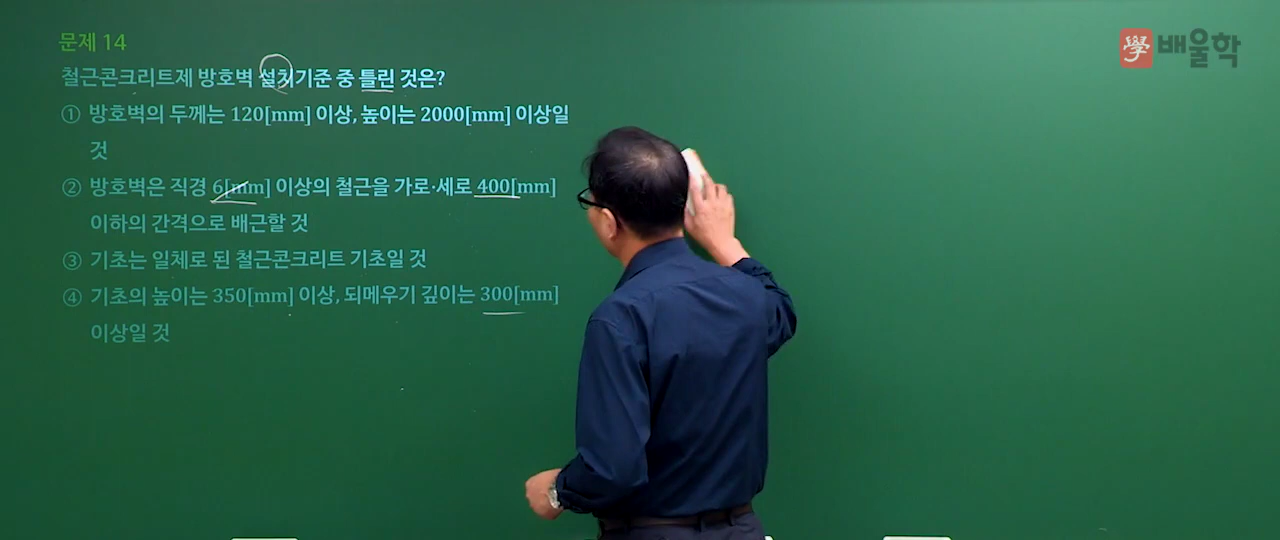 문제 14
學 배울학
철근콘크리트제 방호벽 설치기준 중 틀린 것은?
① 방호벽의 두께는 120[mm] 이상, 높이는 2000[mm] 이상일
것
② 방호벽은 직경 6[mm] 이상의 철근을 가로·세로 400[mm]
이하의 간격으로 배근할 것
③ 기초는 일체로 된 철근콘크리트 기초일 것
④ 기초의 높이는 350[mm] 이상, 되메우기 깊이는 300[mm]
이상일 것